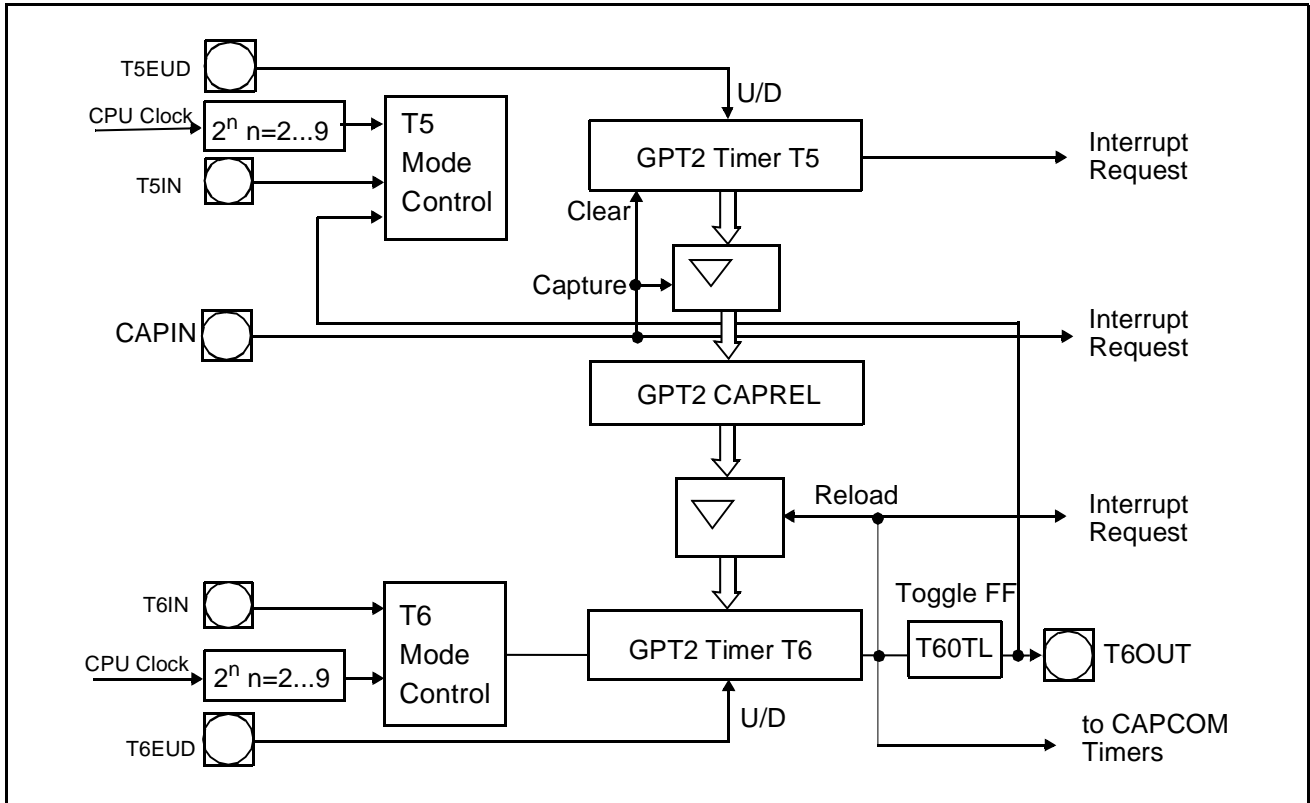 T5EUD
U/D
CPU Clock
2ⁿ n=2...9
T5
Mode
Control
GPT2 Timer T5
Interrupt
Request
T5IN
Clear
Capture
CAPIN
Interrupt
Request
GPT2 CAPREL
Reload
Interrupt
Request
T6IN
Toggle FF
T6
Mode
Control
GPT2 Timer T6
T60TL
T6OUT
CPU Clock
2ⁿ n=2...9
U/D
T6EUD
to CAPCOM
Timers